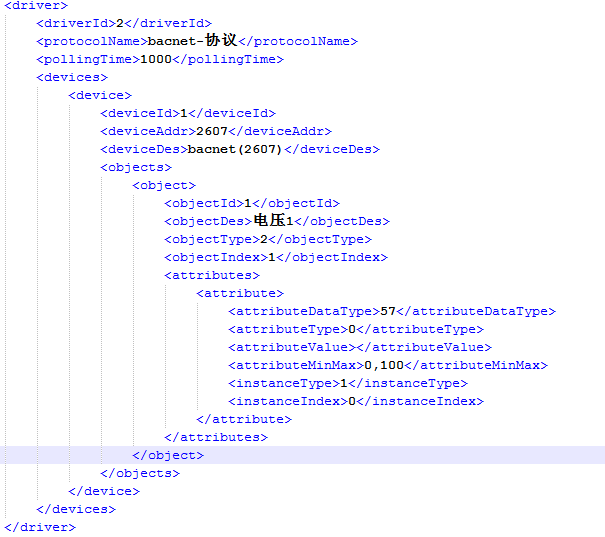 <driver>
<driverId>2</driverId>
<protocolName>bacnet-协议</protocolName>
<pollingTime>1000</pollingTime>
<devices>
<device>
<deviceId>1</deviceId>
<deviceAddr>2607</deviceAddr>
<deviceDes>bacnet(2607)</deviceDes>
<objects>
<object>
<objectId>1</objectId>
<objectDes>电压1</objectDes>
<objectType>2</objectType>
<objectIndex>1</objectIndex>
<attributes>
<attribute>
<attributeDataType>57</attributeDataType>
<attributeType>0</attributeType>
<attributeValue></attributeValue>
<attributeMinMax>0,100</attributeMinMax>
<instanceType>1</instanceType>
<instanceIndex>0</instanceIndex>
</attribute>
</attributes>
</object>
</objects>
</device>
</devices>
</driver>